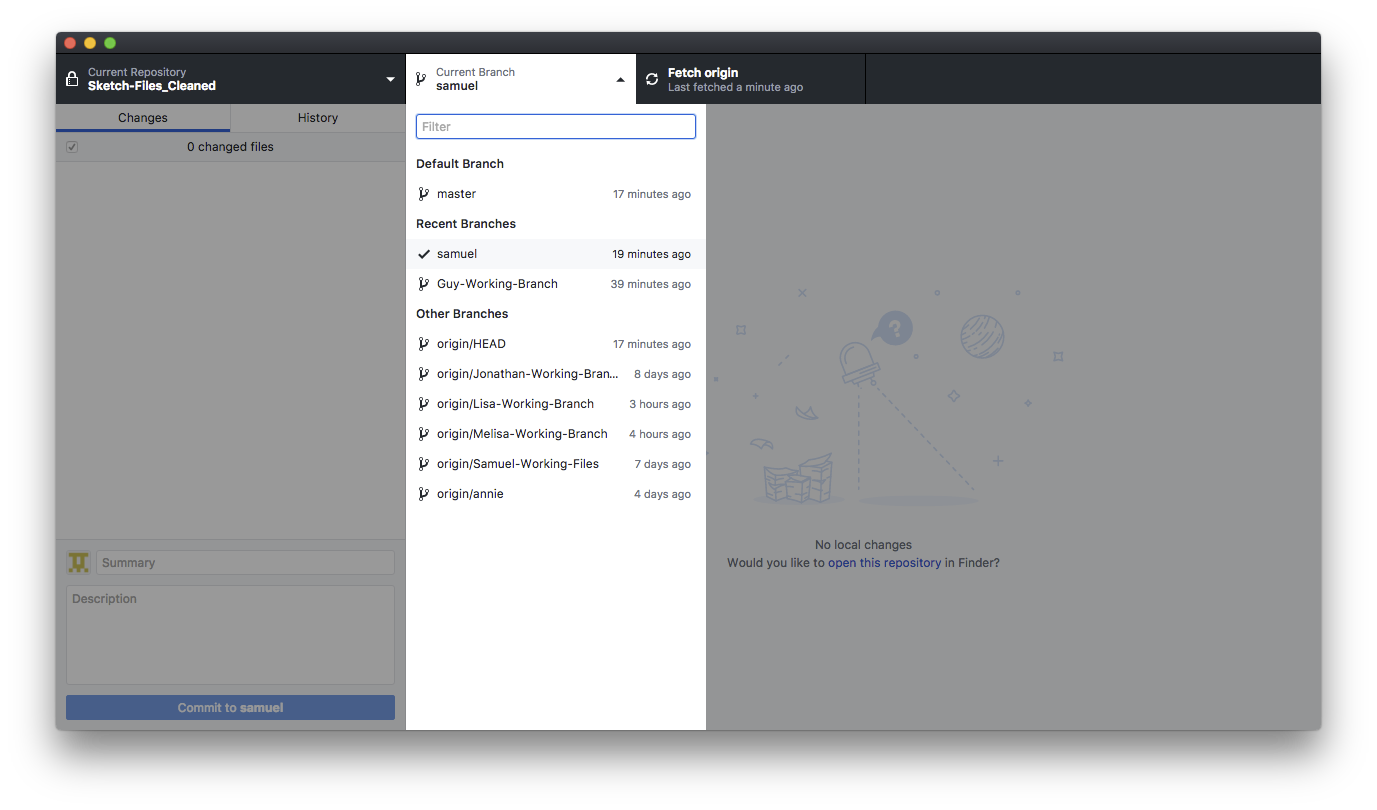 Current Repository
Sketch-Files_Cleaned
Current Branch
samuel
Fetch origin
Last fetched a minute ago
Changes
History
0 changed files
Filter
Default Branch
master 17 minutes ago
Recent Branches
samuel 19 minutes ago
Guy-Working-Branch 39 minutes ago
Other Branches
origin/HEAD 17 minutes ago
origin/Jonathan-Working-Bran... 8 days ago
origin/Lisa-Working-Branch 3 hours ago
origin/Melisa-Working-Branch 4 hours ago
origin/Samuel-Working-Files 7 days ago
origin/annie 4 days ago
Summary
Description
Commit to samuel
?
No local changes
Would you like to open this repository in Finder?